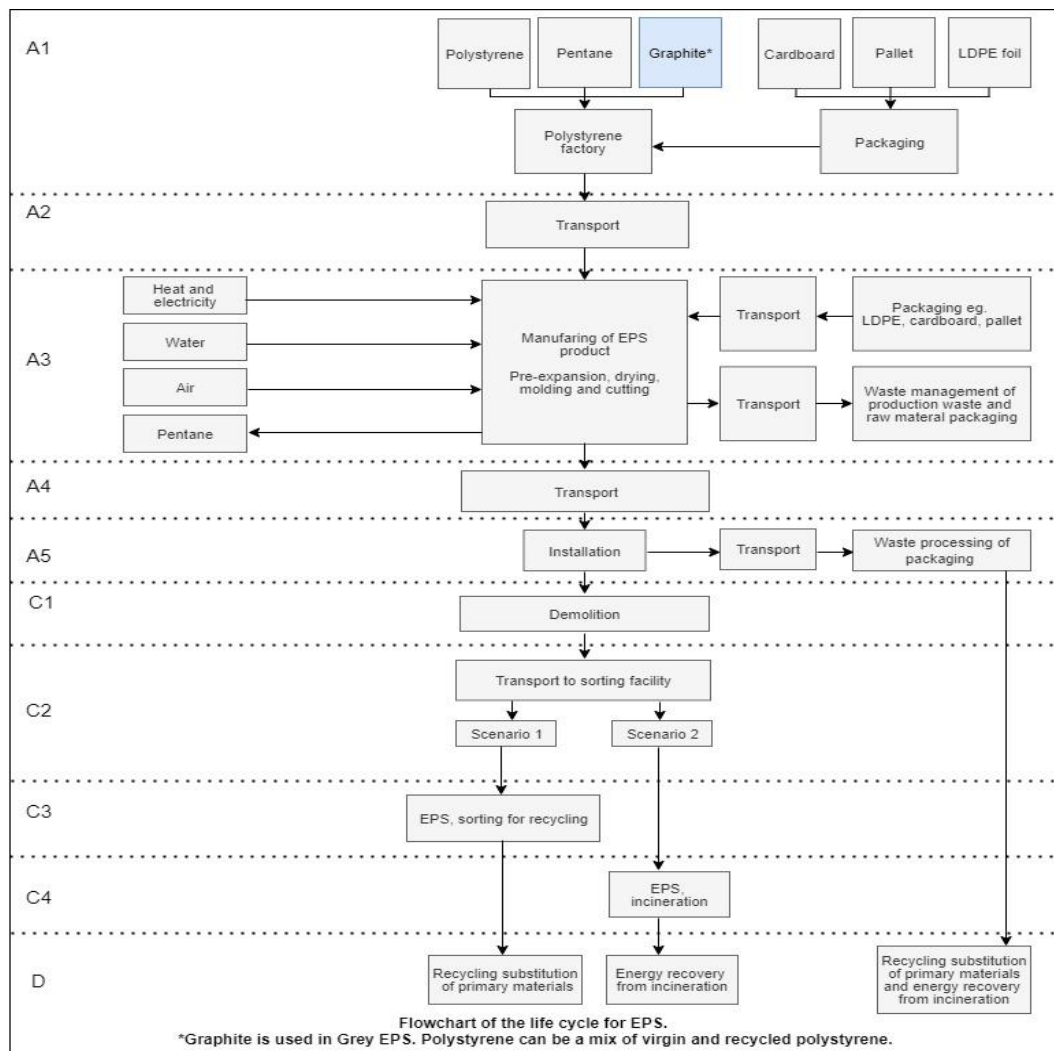 A1
Polystyrene
Pentane
Graphite*
Cardboard
Pallet
LDPE foil
Polystyrene
factory
Packaging
A2
Transport
A3
Heat and
electricity
Water
Air
Pentane
Manufaring of EPS
product
Pre-expansion, drying,
molding and cutting
Transport
Packaging eg.
LDPE, cardboard, pallet
Transport
Waste management of
production waste and
raw materal packaging
A4
Transport
A5
Installation
Transport
Waste processing of
packaging
C1
Demolition
C2
Transport to sorting facility
Scenario 1
Scenario 2
C3
EPS, sorting for recycling
C4
EPS,
incineration
D
Recycling substitution
of primary materials
Energy recovery
from incineration
Recycling substitution
of primary materials
and energy recovery
from incineration
Flowchart of the life cycle for EPS.
*Graphite is used in Grey EPS. Polystyrene can be a mix of virgin and recycled polystyrene.